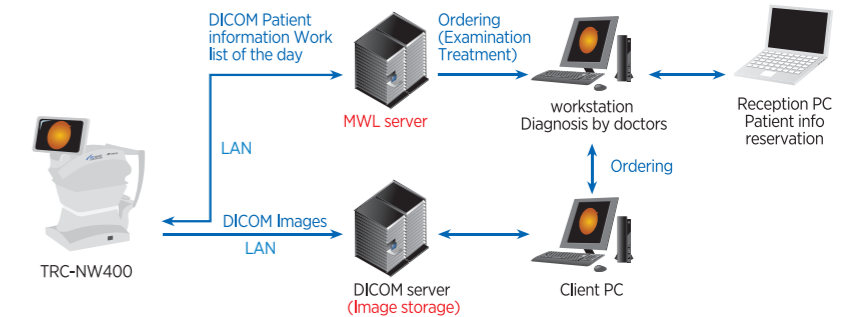 DICOM Patient
information Work
list of the day
Ordering
(Examination
Treatment)
MWL server
workstation
Diagnosis by doctors
Reception PC
Patient info
reservation
LAN
Ordering
DICOM Images
LAN
TRC-NW400
DICOM server
(Image storage)
Client PC